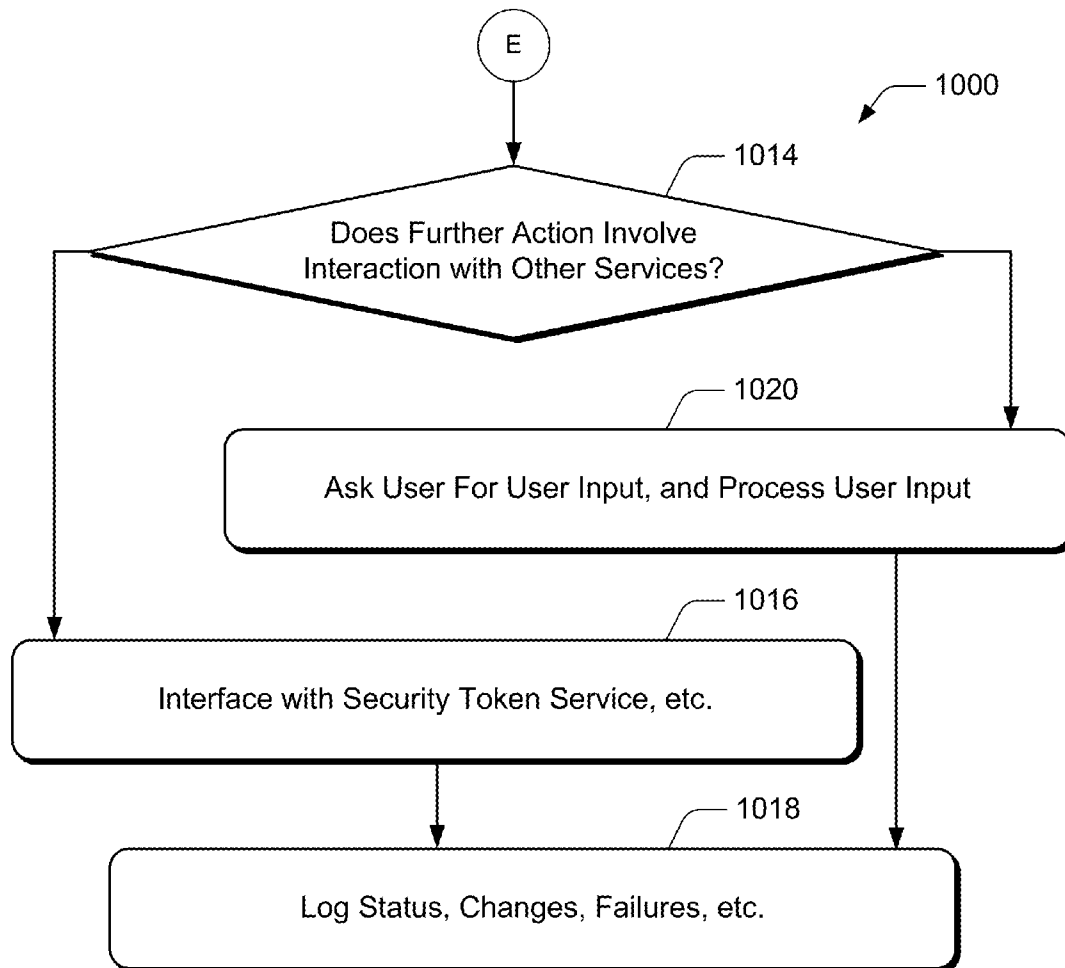 E
1000
1014
Does Further Action Involve
Interaction with Other Services?
1020
Ask User For User Input, and Process User Input
1016
Interface with Security Token Service, etc.
1018
Log Status, Changes, Failures, etc.